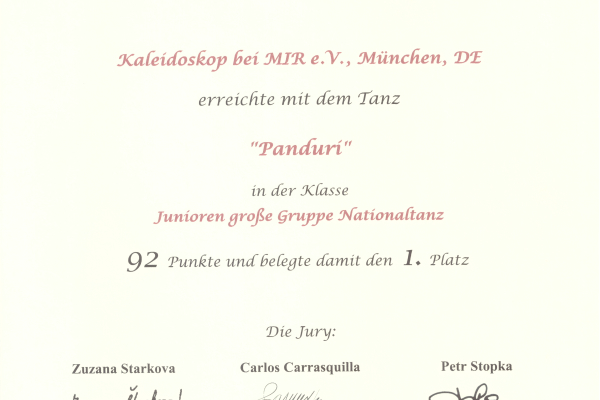 Kaleidoskop bei MIR e.V., München, DE
erreichte mit dem Tanz
"Panduri"
in der Klasse
Junioren große Gruppe Nationaltanz
92 Punkte und belegte damit den 1. Platz
Die Jury:
Zuzana Starkova Carlos Carrasquilla Petr Stopka